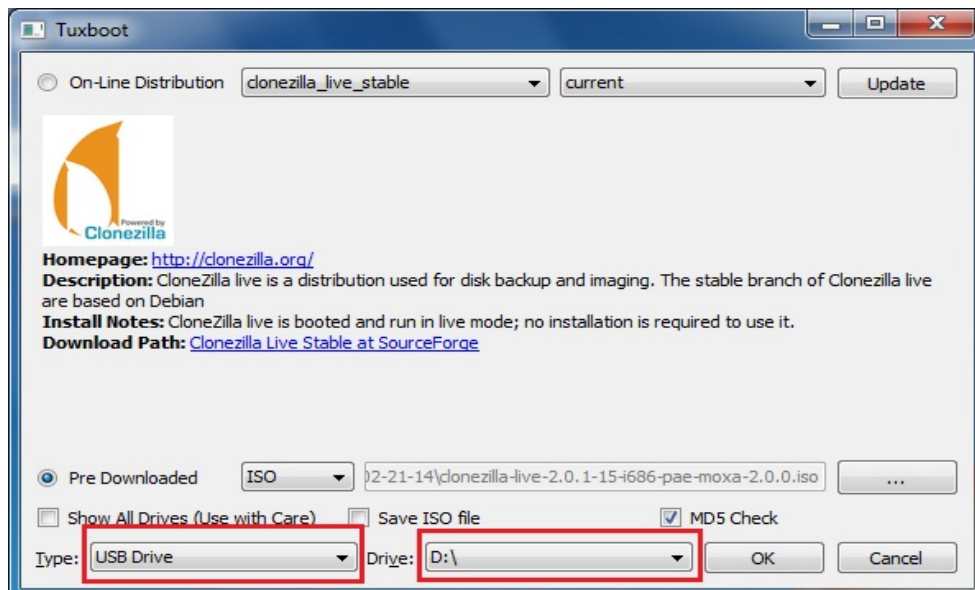 Tuxboot
On-Line Distribution clonezilla_live_stable current Update
Powered by
Clonezilla
Homepage: http://clonezilla.org/
Description: CloneZilla live is a distribution used for disk backup and imaging. The stable branch of Clonezilla live
are based on Debian
Install Notes: CloneZilla live is booted and run in live mode; no installation is required to use it.
Download Path: Clonezilla Live Stable at SourceForge
Pre Downloaded ISO 02-21-14\clonezilla-live-2.0.1-15-i686-pae-moxa-2.0.0.iso ...
Show All Drives (Use with Care) Save ISO file MD5 Check
Type: USB Drive Drive: D:\ OK Cancel